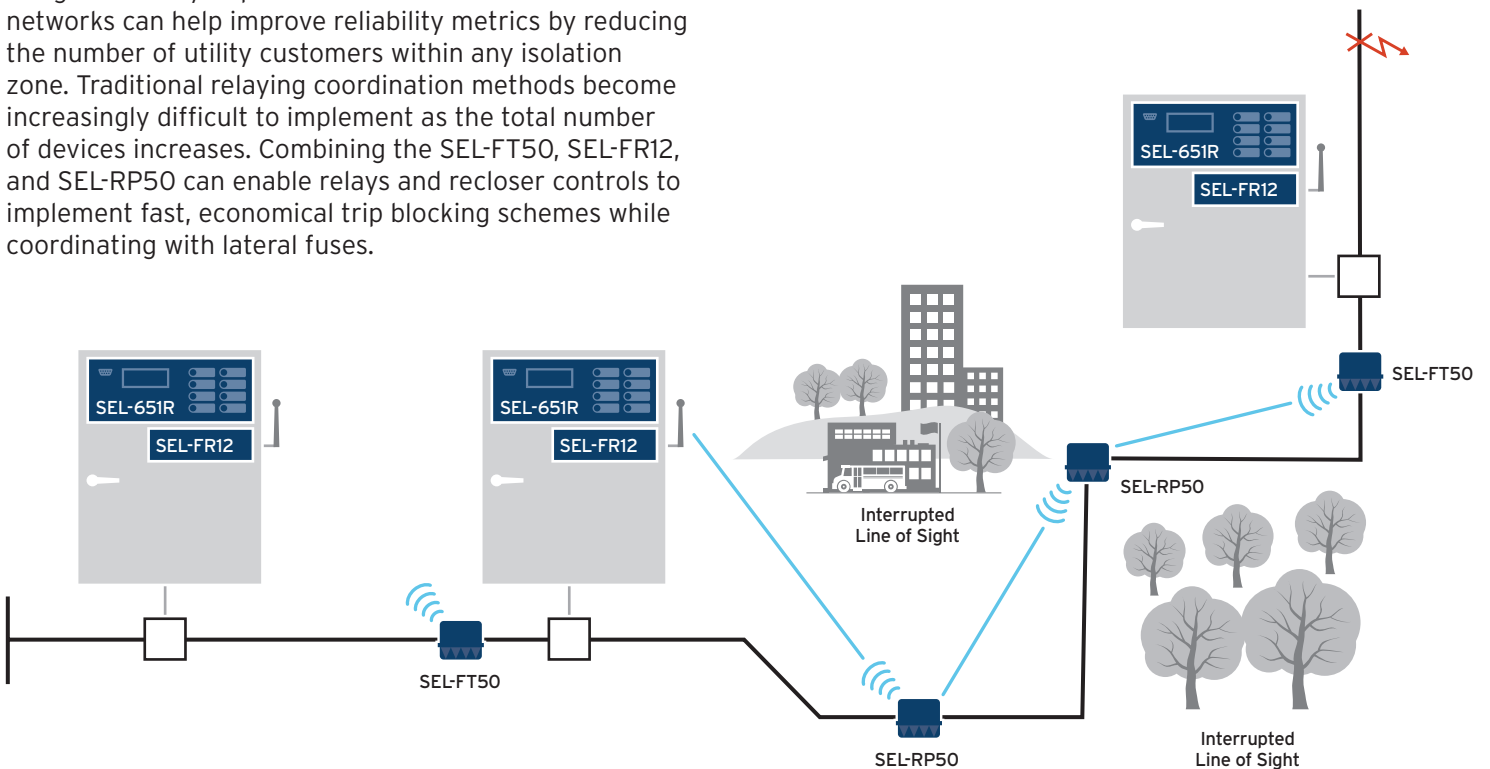 networks can help improve reliability metrics by reducing
the number of utility customers within any isolation
zone. Traditional relaying coordination methods become
increasingly difficult to implement as the total number
of devices increases. Combining the SEL-FT50, SEL-FR12,
and SEL-RP50 can enable relays and recloser controls to
implement fast, economical trip blocking schemes while
coordinating with lateral fuses.
SEL-651R
SEL-FR12
SEL-FT50
SEL-651R
SEL-FR12
SEL-651R
SEL-FR12
SEL-RP50
Interrupted
Line of Sight
SEL-FT50
SEL-RP50
Interrupted
Line of Sight